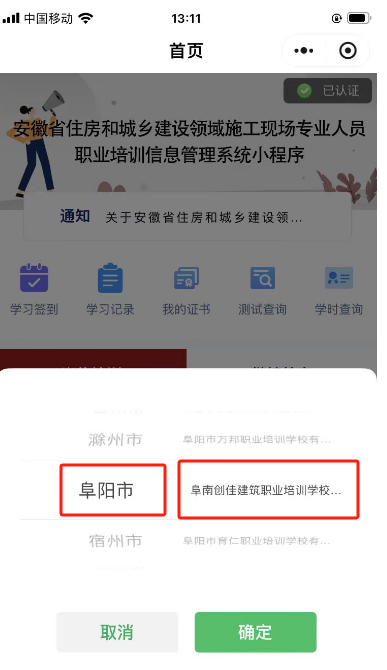 中国移动
13:11
首页
已认证
安徽省住房和城乡建设领域施工现场专业人员
职业培训信息管理系统小程序
通知 关于安徽省住房和城乡建设领...
学习签到 学习记录 我的证书 测试查询 学时查询
滁州市 阜阳市万邦职业培训学校有...
阜阳市 阜南创佳建筑职业培训学校...
宿州市 阜阳市育仁职业培训学校有...
取消 确定